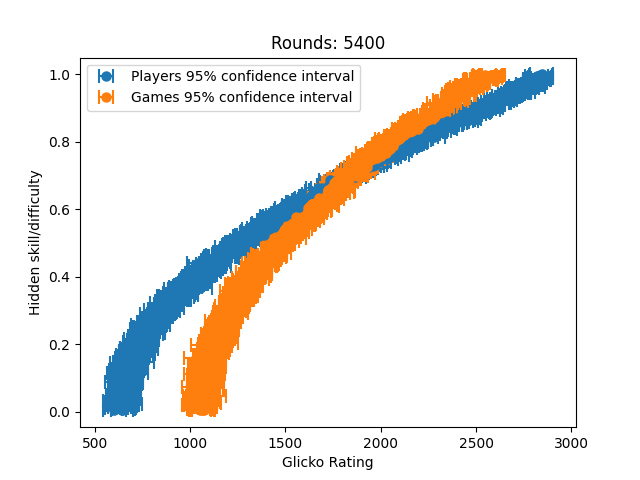 Rounds: 5400
Players 95% confidence interval
Games 95% confidence interval
Hidden skill/difficulty
1.0
0.8
0.6
0.4
0.2
0.0
500 1000 1500 2000 2500 3000
Glicko Rating